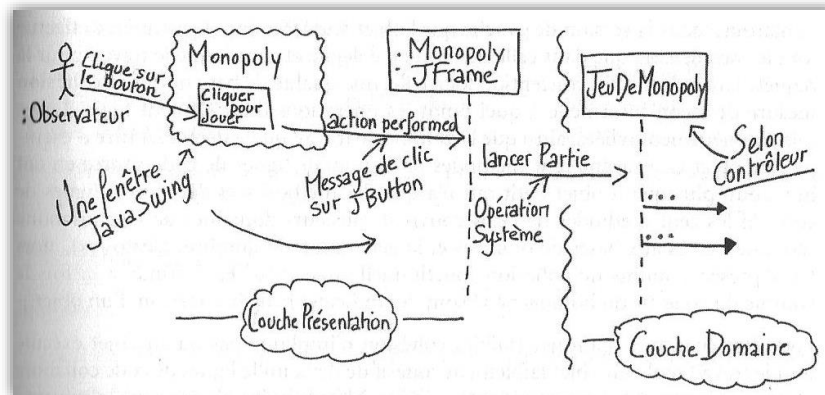 Monopoly
Clique sur
le bouton
:Observateur
Cliquer
pour
Jouer
Une fenêtre
Java Swing
action performed
Message de clic
sur JButton
Couche Présentation
. Monopoly
JFrame
lancer Partie
Opération
Système
JeuDeMonopoly
Selon
Contrôleur
....
....
Couche Domaine